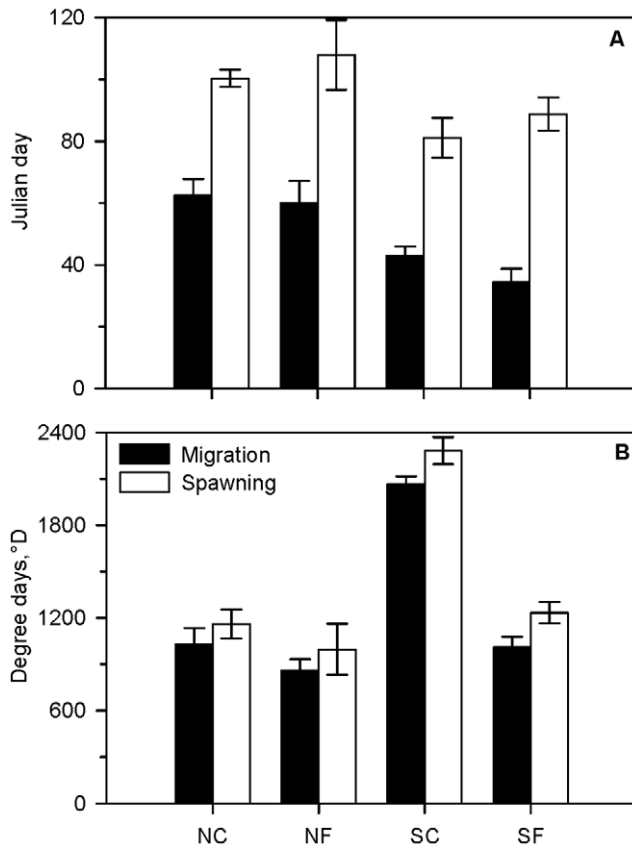 A
120
80
40
0
Julian day
B
2400
1800
1200
600
0
Degree days,°D
Migration
Spawning
NC NF SC SF